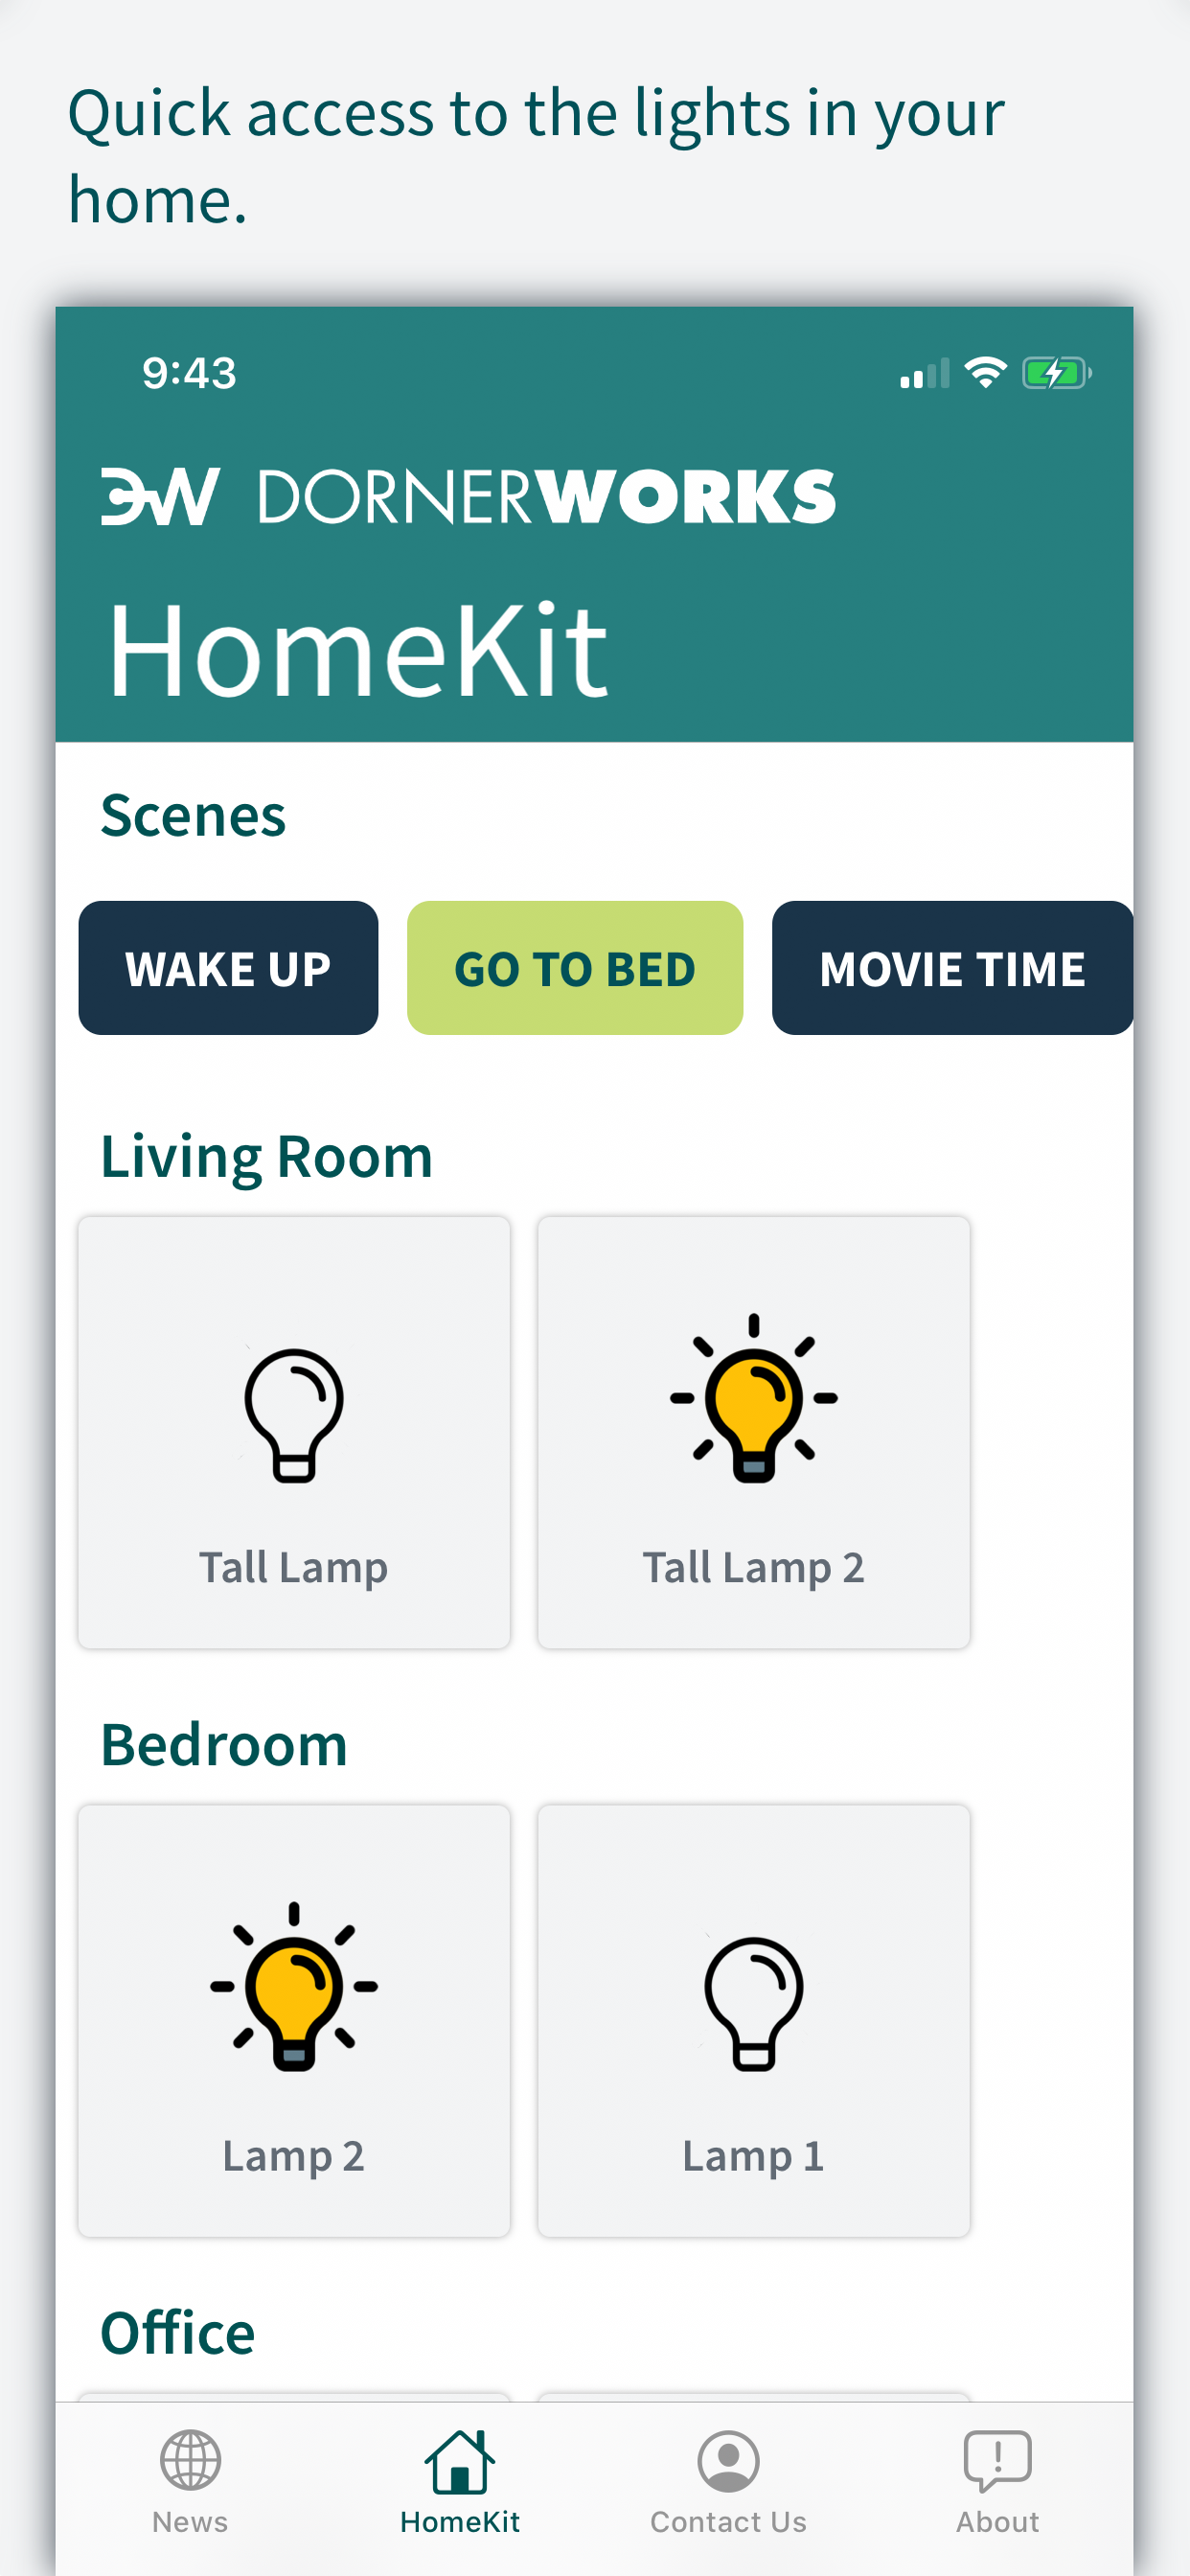 Quick access to the lights in your
home.
9:43
DW DORNERWORKS
HomeKit
Scenes
WAKE UP
GO TO BED
MOVIE TIME
Living Room
Tall Lamp
Tall Lamp 2
Bedroom
Lamp 2
Lamp 1
Office
News
HomeKit
Contact Us
About